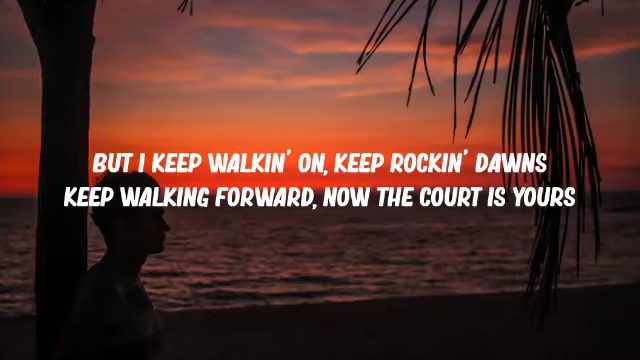 BUT I KEEP WALKIN' ON, KEEP ROCKIN' DAWNS
KEEP WALKING FORWARD, NOW THE COURT IS YOURS